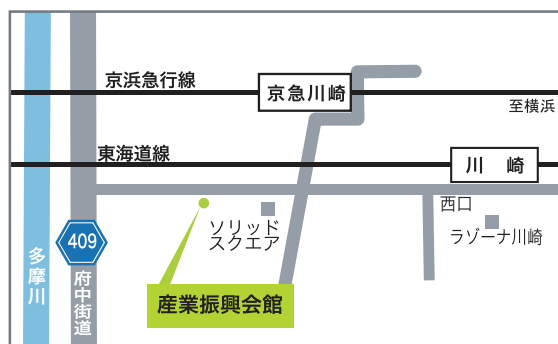 京浜急行線
京急川崎
至横浜
東海道線
川 崎
西口
ソリッド
スクエア
ラゾーナ川崎
409
多摩川
府中街道
産業振興会館